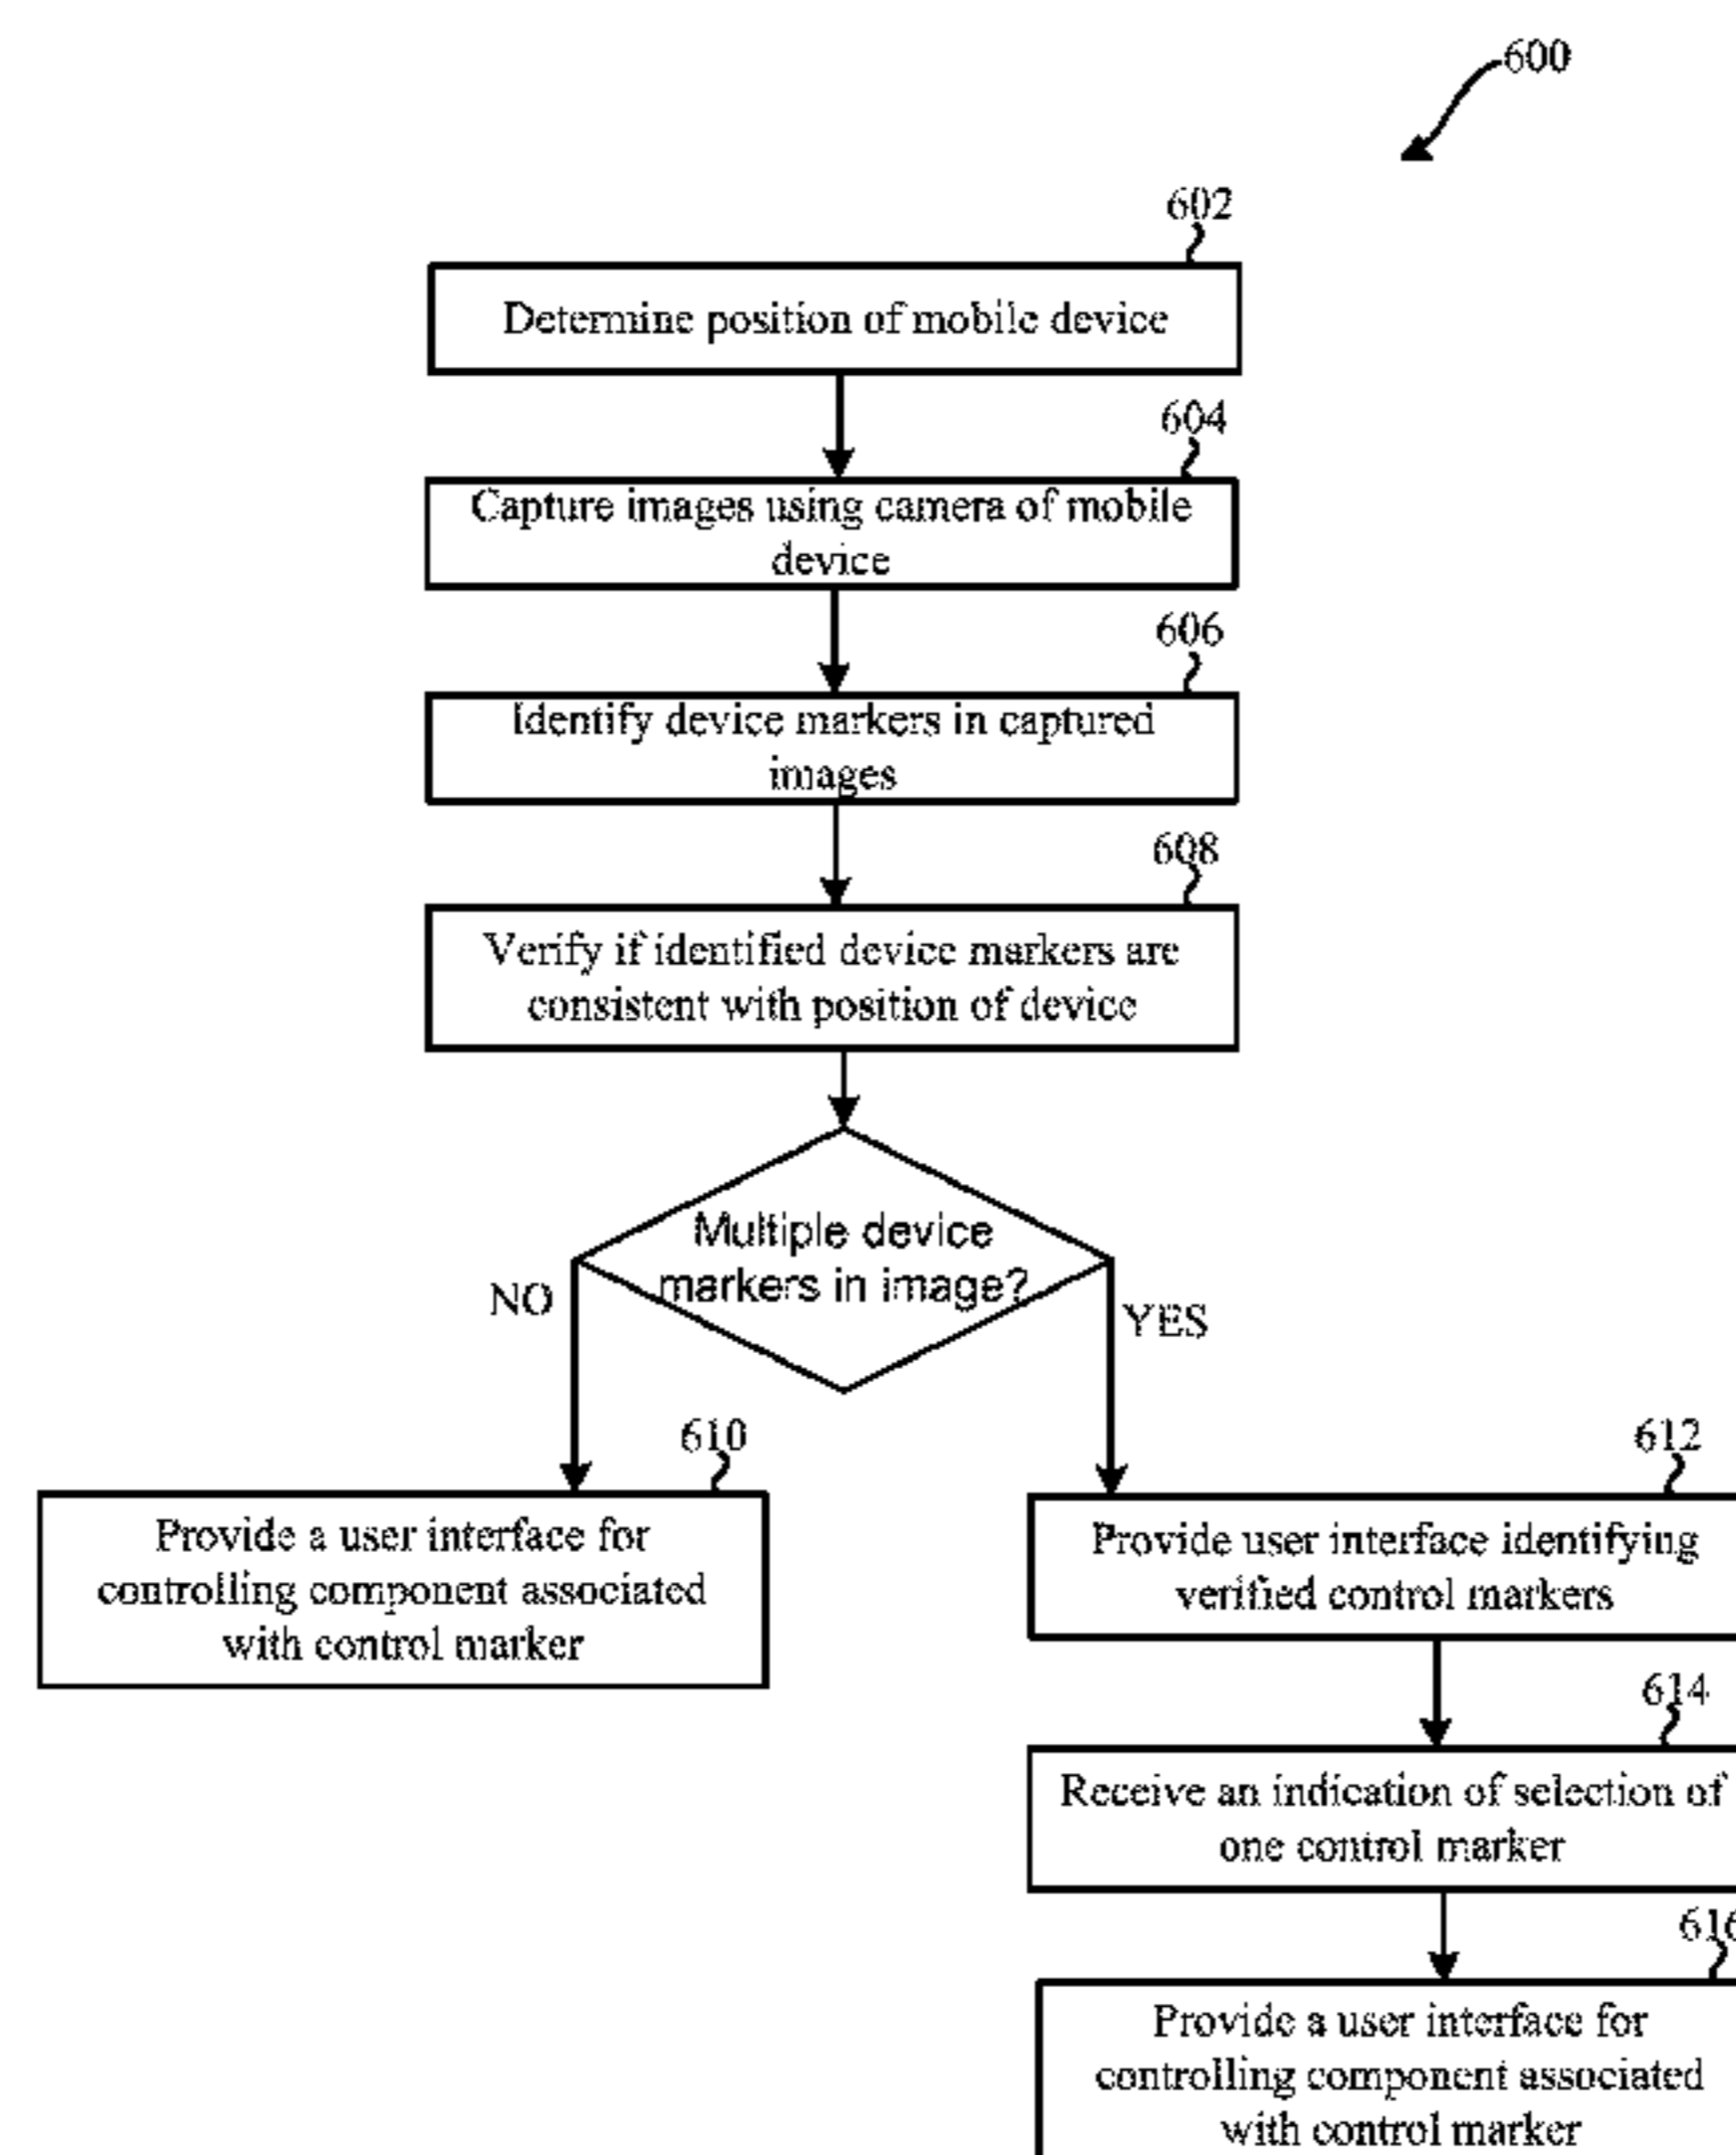 600
602
Determine position of mobile device
604
Capture images using camera of mobile
device
606
Identify device markers in captured
images
608
Verify if identified device markers are
consistent with position of device
Multiple device
markers in image?
NO
YES
610
Provide a user interface for
controlling component associated
with control marker
612
Provide user interface identifying
verified control markers
614
Receive an indication of selection of
one control marker
616
Provide a user interface for
controlling component associated
with control marker